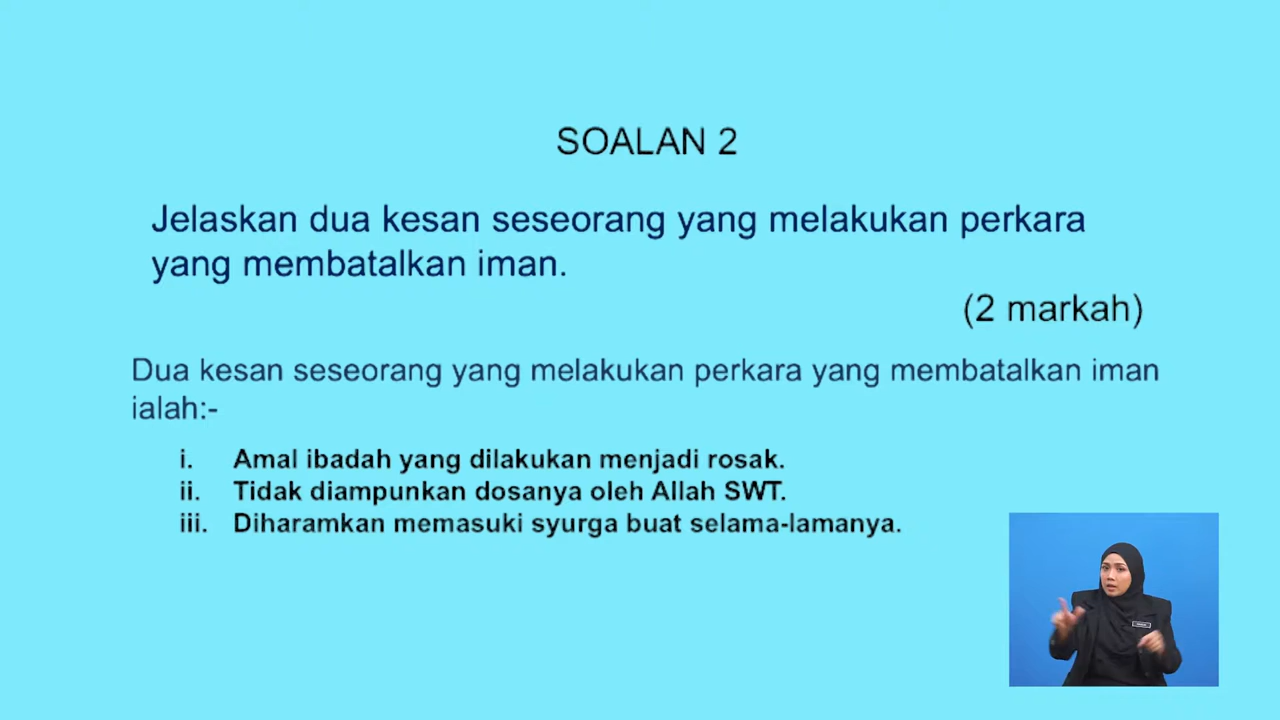 SOALAN 2
Jelaskan dua kesan seseorang yang melakukan perkara
yang membatalkan iman.
(2 markah)
Dua kesan seseorang yang melakukan perkara yang membatalkan iman
ialah:-
i. Amal ibadah yang dilakukan menjadi rosak.
ii. Tidak diampunkan dosanya oleh Allah SWT.
iii. Diharamkan memasuki syurga buat selama-lamanya.